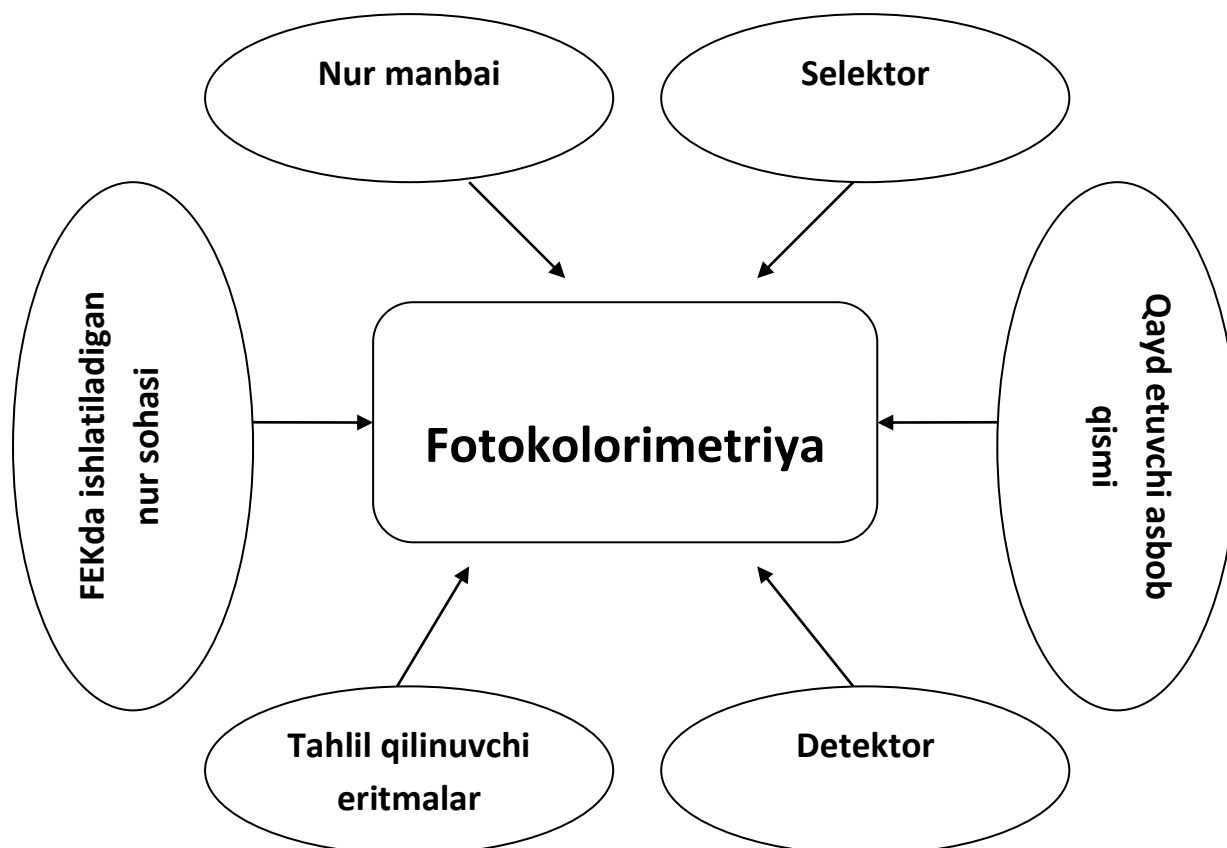 Nur manbai
Selektor
FEKda ishlatiladigan
nur sohasi
Fotokolorimetriya
Qayd etuvchi asbob
qismi
Tahlil qilinuvchi
eritmalar
Detektor